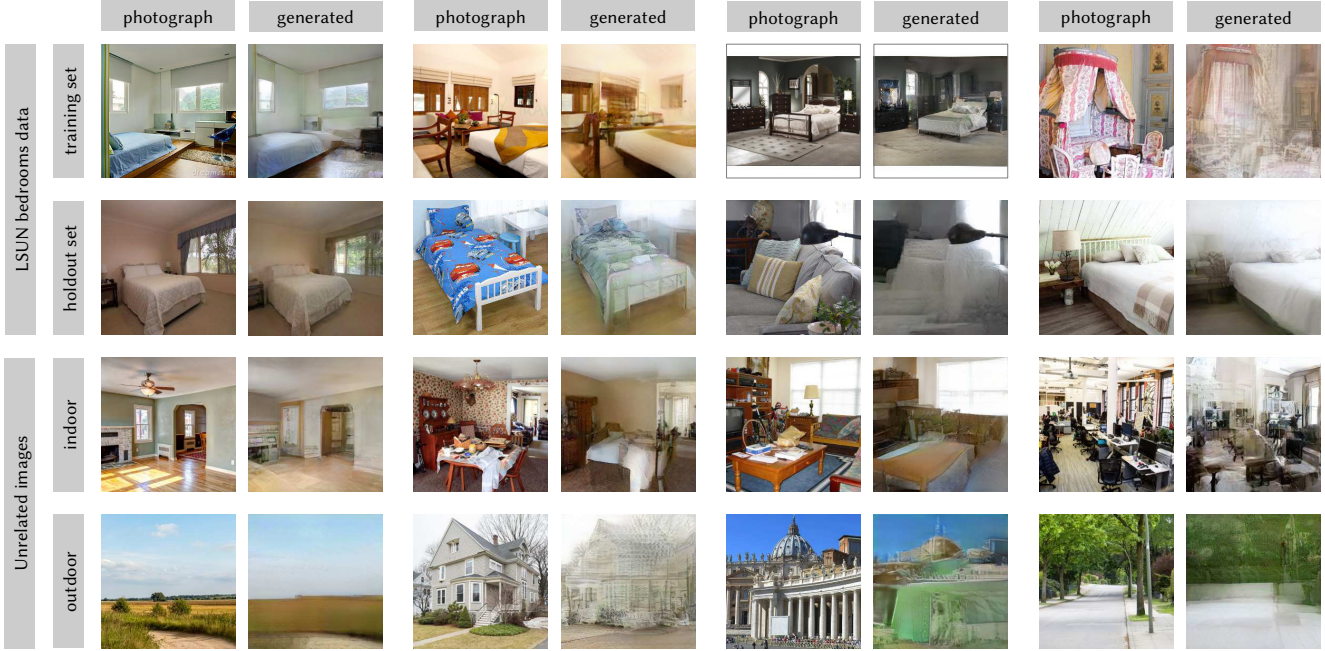 photograph
generated
photograph
generated
photograph
generated
photograph
generated
LSUN bedrooms data
training set
holdout set
Unrelated images
indoor
outdoor